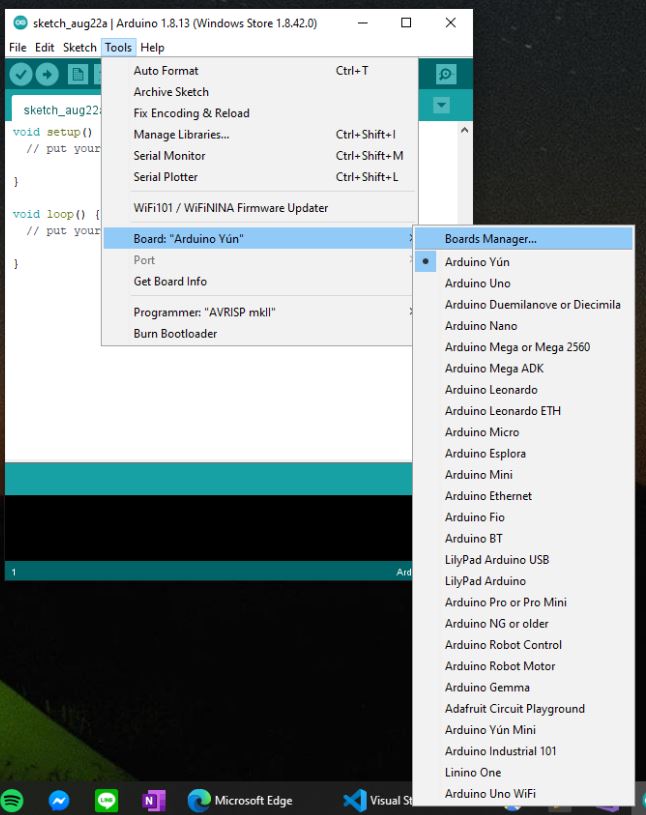 sketch_aug22a | Arduino 1.8.13 (Windows Store 1.8.42.0)
File Edit Sketch Tools Help
sketch_aug22a
void setup()
// put your
}
void loop() {
// put your
}
Auto Format Ctrl+T
Archive Sketch
Fix Encoding & Reload
Manage Libraries... Ctrl+Shift+I
Serial Monitor Ctrl+Shift+M
Serial Plotter Ctrl+Shift+L
WiFi101 / WiFiNINA Firmware Updater
Board: "Arduino Yún"
Port
Get Board Info
Programmer: "AVRISP mkII"
Burn Bootloader
Boards Manager...
Arduino Yún
Arduino Uno
Arduino Duemilanove or Diecimila
Arduino Nano
Arduino Mega or Mega 2560
Arduino Mega ADK
Arduino Leonardo
Arduino Leonardo ETH
Arduino Micro
Arduino Esplora
Arduino Mini
Arduino Ethernet
Arduino Fio
Arduino BT
LilyPad Arduino USB
LilyPad Arduino
Arduino Pro or Pro Mini
Arduino NG or older
Arduino Robot Control
Arduino Robot Motor
Arduino Gemma
Adafruit Circuit Playground
Arduino Yún Mini
Arduino Industrial 101
Linino One
Arduino Uno WiFi
1 Ard
LINE
N
Microsoft Edge
Visual St